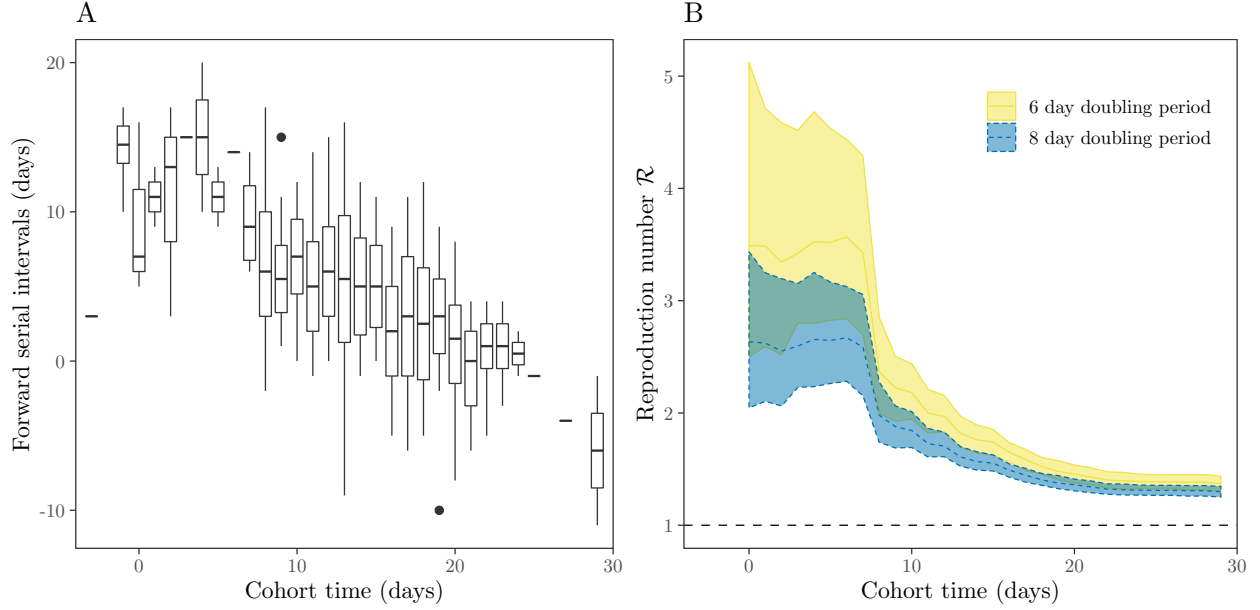 A
Forward serial intervals (days)
20
10
0
-10
0
10
20
30
Cohort time (days)
B
Reproduction number ℛ
5
4
3
2
1
6 day doubling period
8 day doubling period
0
10
20
30
Cohort time (days)